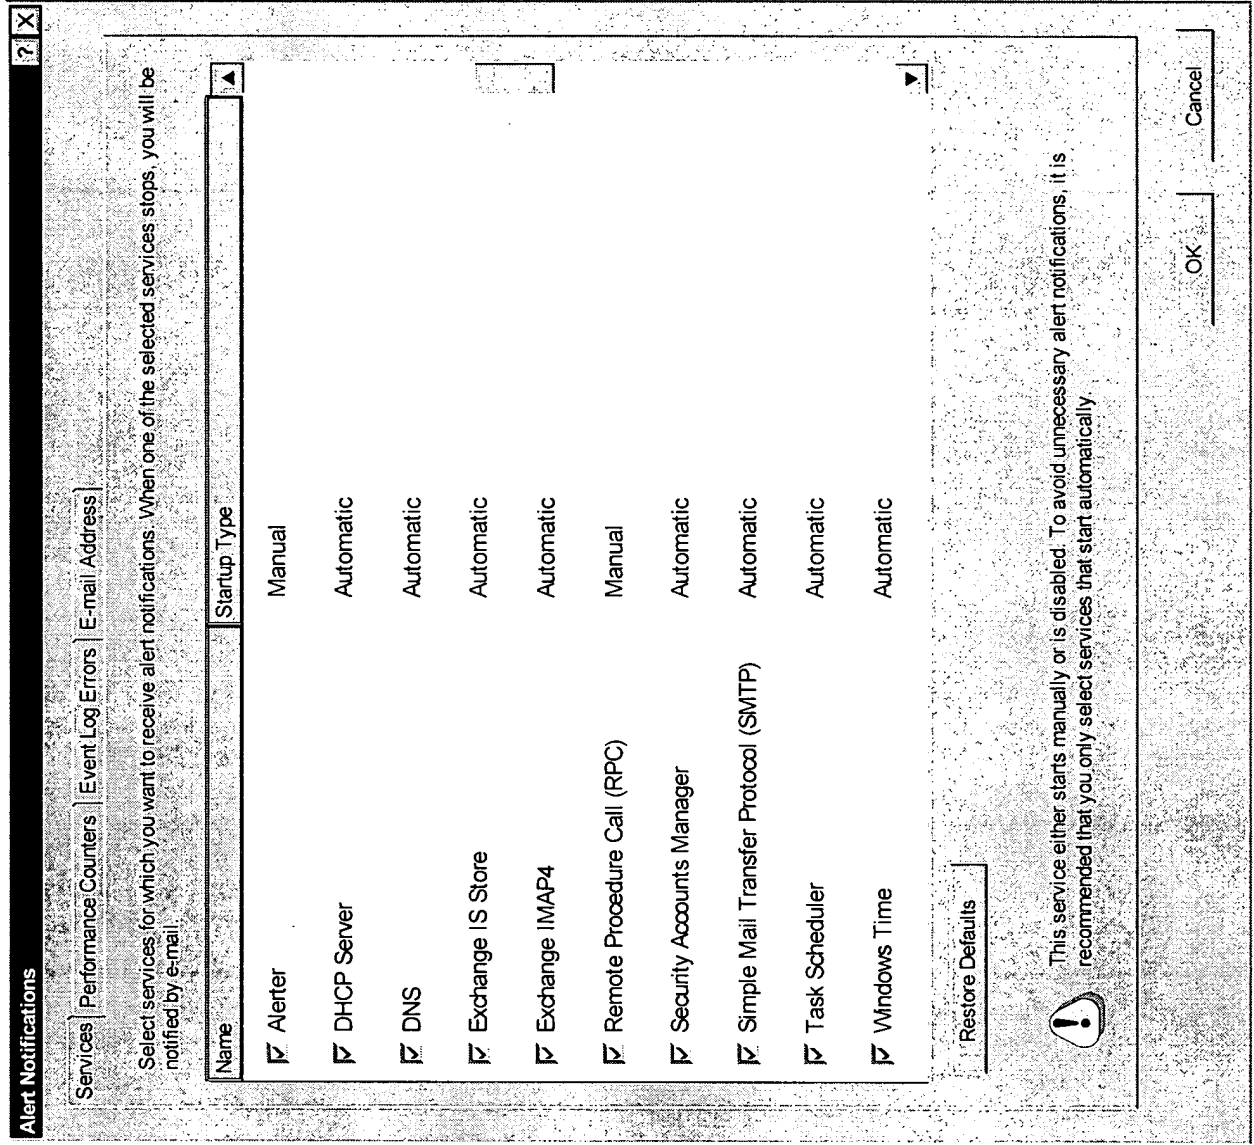 Alert Notifications
? X
Services Performance Counters Event Log Errors E-mail Address
Select services for which you want to receive alert notifications. When one of the selected services stops, you will be
notified by e-mail.
Name Startup Type
Alerter Manual
DHCP Server Automatic
DNS Automatic
Exchange IS Store Automatic
Exchange IMAP4 Automatic
Remote Procedure Call (RPC) Manual
Security Accounts Manager Automatic
Simple Mail Transfer Protocol (SMTP) Automatic
Task Scheduler Automatic
Windows Time Automatic
Restore Defaults
This service either starts manually or is disabled. To avoid unnecessary alert notifications, it is
recommended that you only select services that start automatically.
OK Cancel